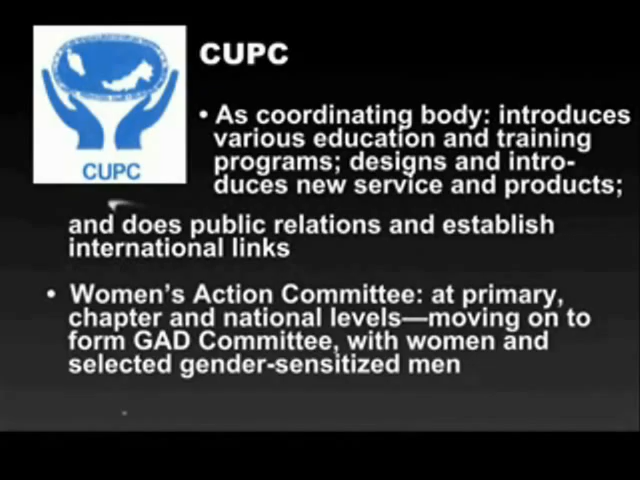 CUPC
CUPC
• As coordinating body: introduces
various education and training
programs; designs and intro-
duces new service and products;
and does public relations and establish
international links
• Women's Action Committee: at primary,
chapter and national levels—moving on to
form GAD Committee, with women and
selected gender-sensitized men